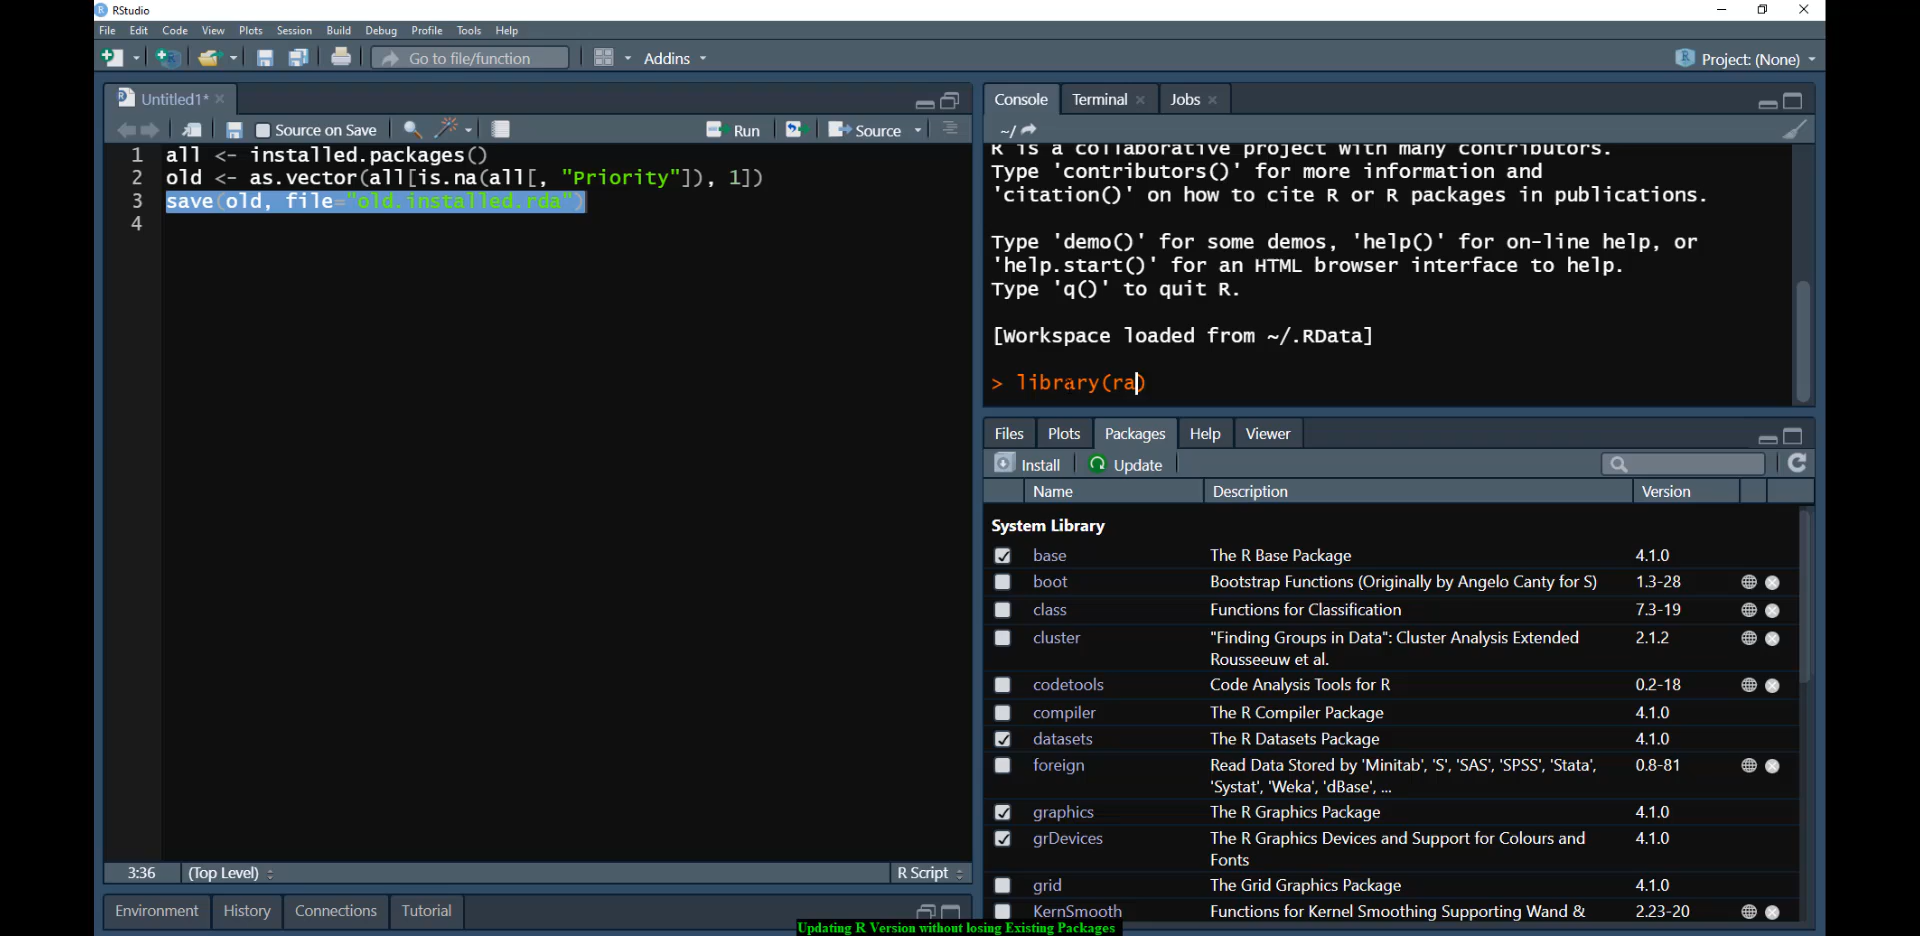 RStudio
File Edit Code View Plots Session Build Debug Profile Tools Help
Go to file/function Addins Project: (None)
Untitled1*
Source on Save Run Source
1 all <- installed.packages()
2 old <- as.vector(all[is.na(all[, "Priority"]), 1])
3 save(old, file="old.installed.rda")
4
3:36 (Top Level) R Script
Environment History Connections Tutorial
Console Terminal Jobs
~/
R is a collaborative project with many contributors.
Type 'contributors()' for more information and
'citation()' on how to cite R or R packages in publications.
Type 'demo()' for some demos, 'help()' for on-line help, or
'help.start()' for an HTML browser interface to help.
Type 'q()' to quit R.
[Workspace loaded from ~/.RData]
> library(ra)
Files Plots Packages Help Viewer
Install Update
Name Description Version
System Library
base The R Base Package 4.1.0
boot Bootstrap Functions (Originally by Angelo Canty for S) 1.3-28
class Functions for Classification 7.3-19
cluster "Finding Groups in Data": Cluster Analysis Extended 2.1.2
Rousseeuw et al.
codetools Code Analysis Tools for R 0.2-18
compiler The R Compiler Package 4.1.0
datasets The R Datasets Package 4.1.0
foreign Read Data Stored by 'Minitab', 'S', 'SAS', 'SPSS', 'Stata', 0.8-81
'Systat', 'Weka', 'dBase', ...
graphics The R Graphics Package 4.1.0
grDevices The R Graphics Devices and Support for Colours and 4.1.0
Fonts
grid The Grid Graphics Package 4.1.0
KernSmooth Functions for Kernel Smoothing Supporting Wand & 2.23-20
Updating R Version without losing Existing Packages